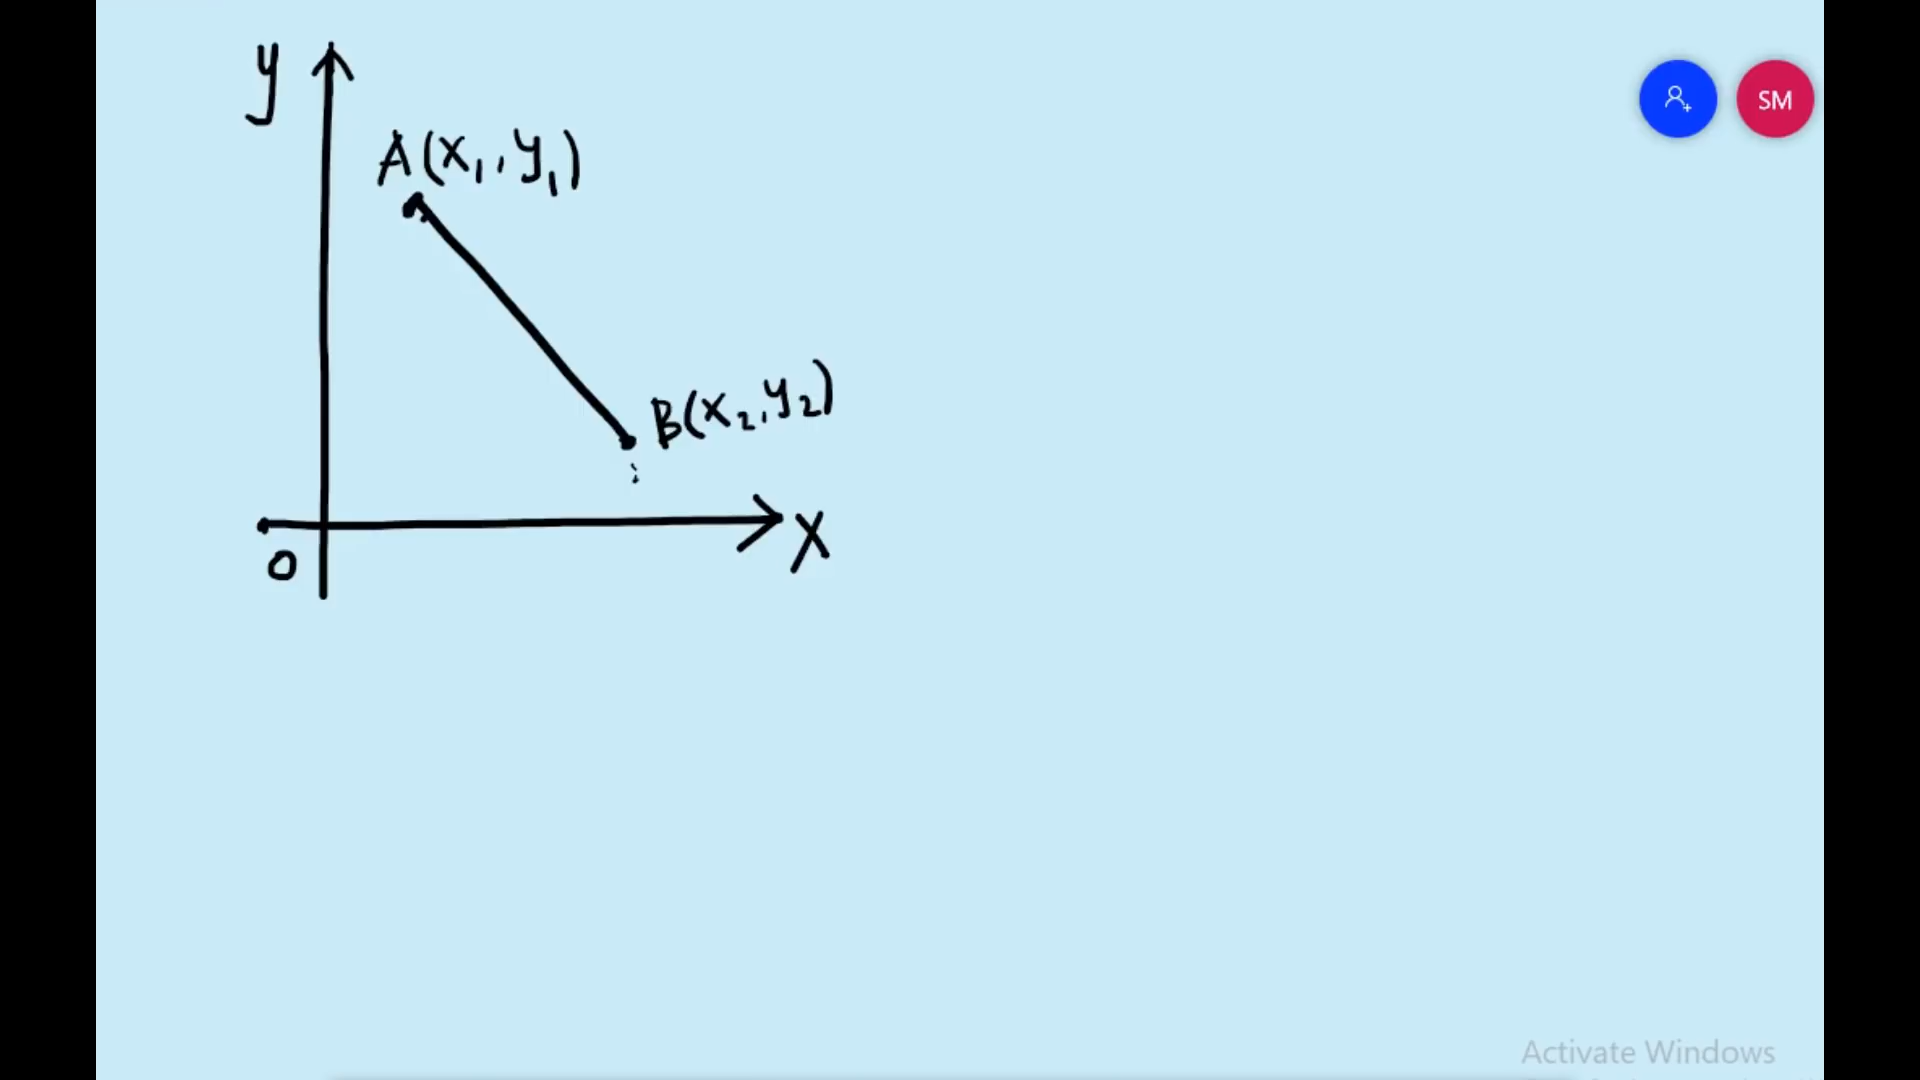 y
SM
A(x₁, y₁)
B(x₂, y₂)
x
0
Activate Windows